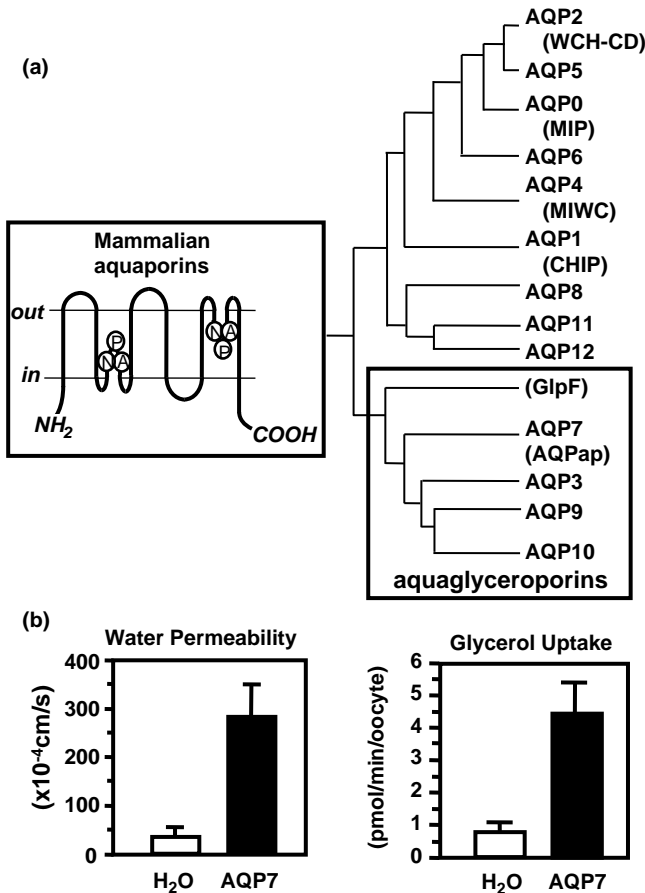 (a)
AQP2
(WCH-CD)
AQP5
AQP0
(MIP)
AQP6
AQP4
(MIWC)
AQP1
(CHIP)
AQP8
AQP11
AQP12
Mammalian
aquaporins
out
in
N P A
N A P
NH2
COOH
(GlpF)
AQP7
(AQPap)
AQP3
AQP9
AQP10
aquaglyceroporins
(b)
Water Permeability
(x10-4cm/s)
400
300
200
100
0
H2O AQP7
Glycerol Uptake
(pmol/min/oocyte)
6
5
4
3
2
1
0
H2O AQP7